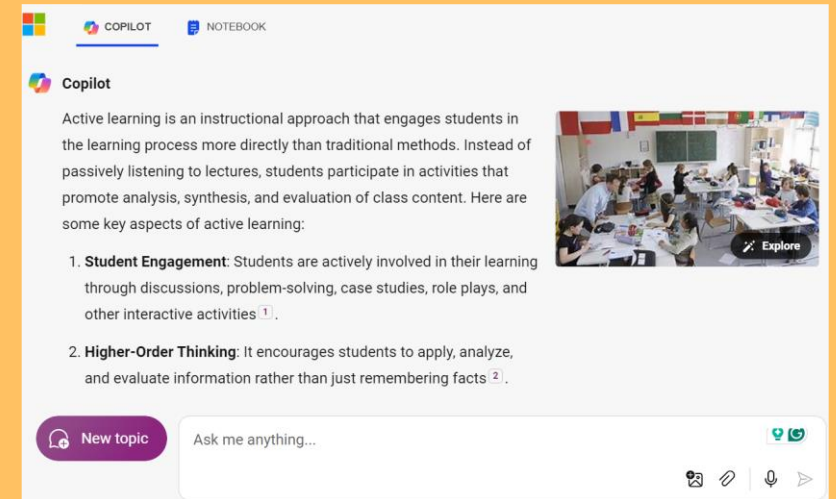 COPILOT
NOTEBOOK
Copilot
Active learning is an instructional approach that engages students in
the learning process more directly than traditional methods. Instead of
passively listening to lectures, students participate in activities that
promote analysis, synthesis, and evaluation of class content. Here are
some key aspects of active learning:
1. Student Engagement: Students are actively involved in their learning
through discussions, problem-solving, case studies, role plays, and
other interactive activities 1 .
2. Higher-Order Thinking: It encourages students to apply, analyze,
and evaluate information rather than just remembering facts 2 .
Explore
New topic
Ask me anything...